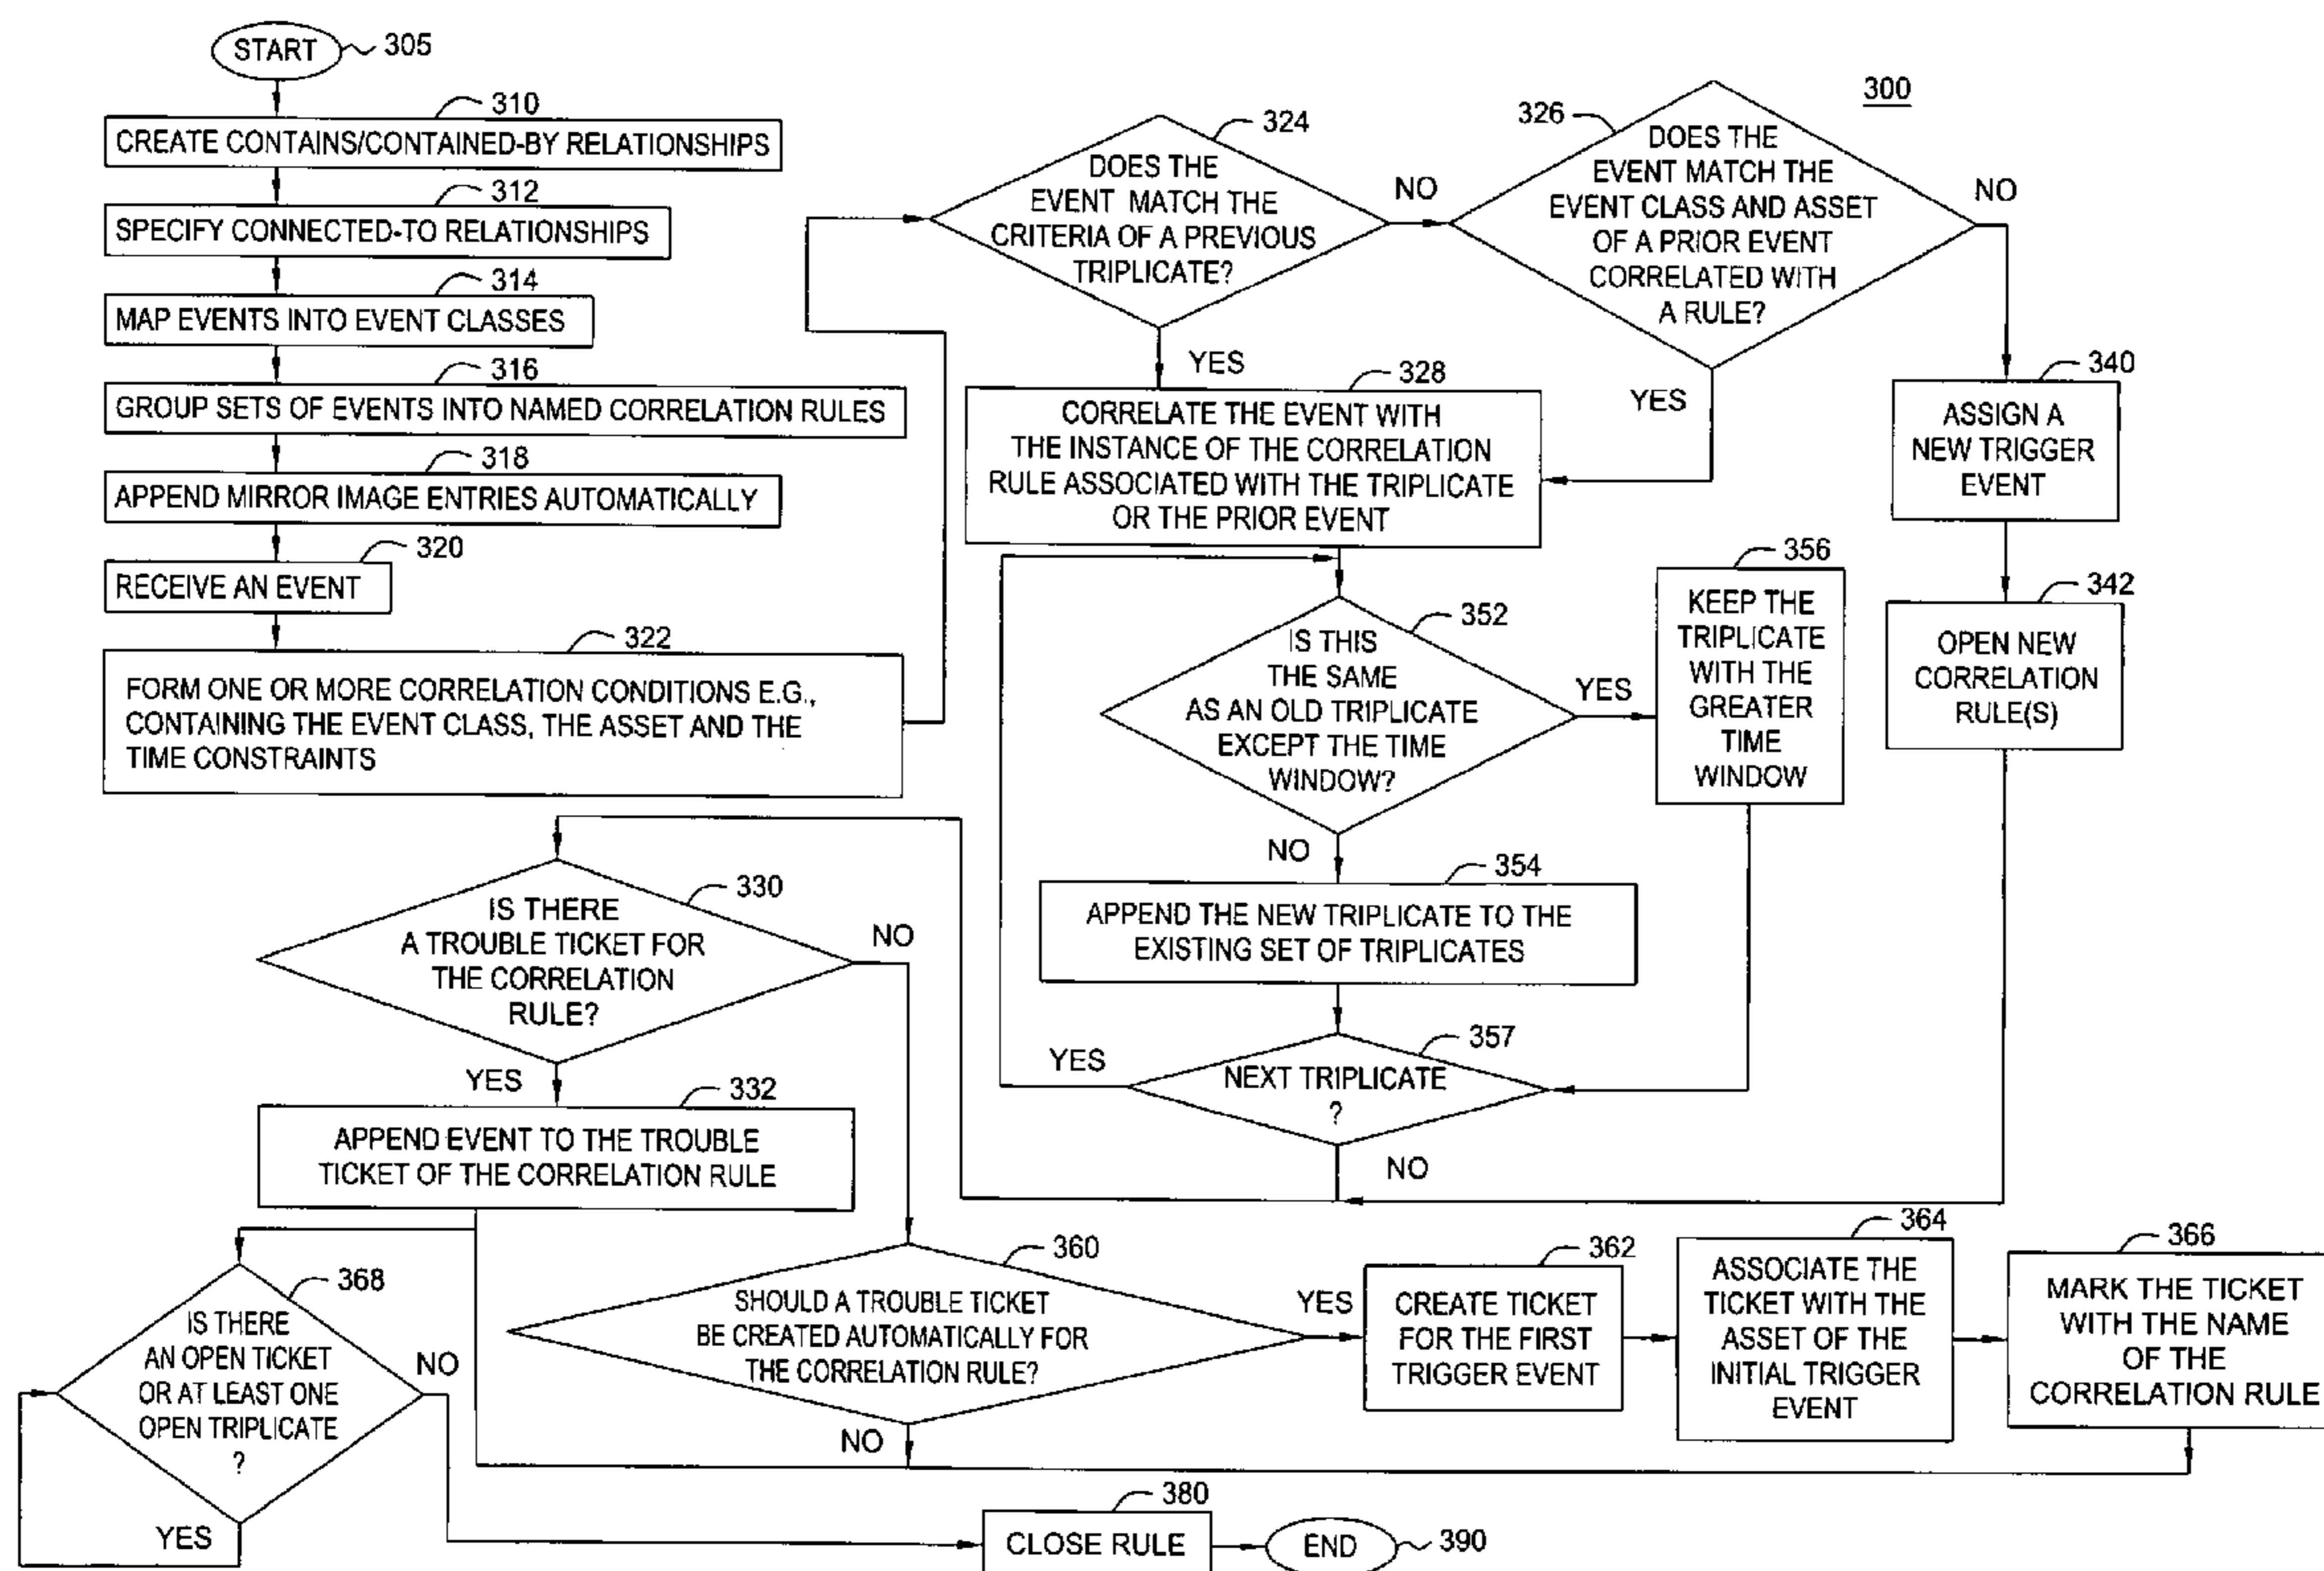 300
START
305
310
CREATE CONTAINS/CONTAINED-BY RELATIONSHIPS
312
SPECIFY CONNECTED-TO RELATIONSHIPS
314
MAP EVENTS INTO EVENT CLASSES
316
GROUP SETS OF EVENTS INTO NAMED CORRELATION RULES
318
APPEND MIRROR IMAGE ENTRIES AUTOMATICALLY
320
RECEIVE AN EVENT
322
FORM ONE OR MORE CORRELATION CONDITIONS E.G.,
CONTAINING THE EVENT CLASS, THE ASSET AND THE
TIME CONSTRAINTS
324
DOES THE
EVENT MATCH THE
CRITERIA OF A PREVIOUS
TRIPLICATE?
NO
YES
326
DOES THE
EVENT MATCH THE
EVENT CLASS AND ASSET
OF A PRIOR EVENT
CORRELATED WITH
A RULE?
NO
YES
328
CORRELATE THE EVENT WITH
THE INSTANCE OF THE CORRELATION
RULE ASSOCIATED WITH THE TRIPLICATE
OR THE PRIOR EVENT
340
ASSIGN A
NEW TRIGGER
EVENT
342
OPEN NEW
CORRELATION
RULE(S)
352
IS THIS
THE SAME
AS AN OLD TRIPLICATE
EXCEPT THE TIME
WINDOW?
YES
NO
356
KEEP THE
TRIPLICATE
WITH THE
GREATER
TIME
WINDOW
354
APPEND THE NEW TRIPLICATE TO THE
EXISTING SET OF TRIPLICATES
357
NEXT TRIPLICATE
?
YES
NO
330
IS THERE
A TROUBLE TICKET FOR
THE CORRELATION
RULE?
NO
YES
332
APPEND EVENT TO THE TROUBLE
TICKET OF THE CORRELATION RULE
360
SHOULD A TROUBLE TICKET
BE CREATED AUTOMATICALLY FOR
THE CORRELATION RULE?
YES
NO
362
CREATE TICKET
FOR THE FIRST
TRIGGER EVENT
364
ASSOCIATE THE
TICKET WITH THE
ASSET OF THE
INITIAL TRIGGER
EVENT
366
MARK THE TICKET
WITH THE NAME
OF THE
CORRELATION RULE
368
IS THERE
AN OPEN TICKET
OR AT LEAST ONE
OPEN TRIPLICATE
?
NO
YES
380
CLOSE RULE
END
390